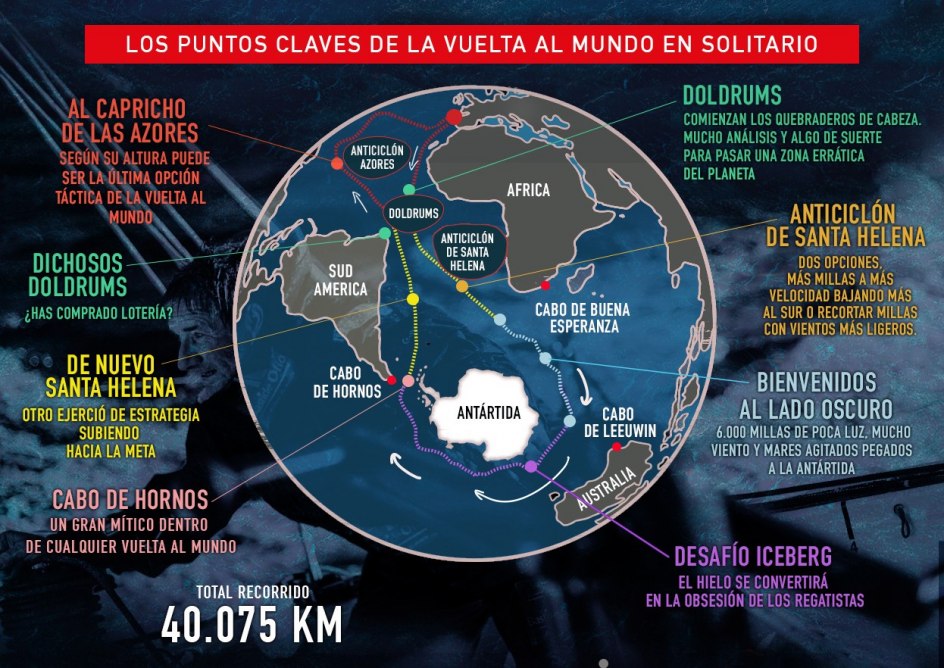 LOS PUNTOS CLAVES DE LA VUELTA AL MUNDO EN SOLITARIO
AL CAPRICHO
DE LAS AZORES
SEGÚN SU ALTURA PUEDE
SER LA ÚLTIMA OPCIÓN
TÁCTICA DE LA VUELTA AL
MUNDO
DICHOSOS
DOLDRUMS
¿HAS COMPRADO LOTERÍA?
DE NUEVO
SANTA HELENA
OTRO EJERCIÓ DE ESTRATEGIA
SUBIENDO
HACIA LA META
CABO DE HORNOS
UN GRAN MÍTICO DENTRO
DE CUALQUIER VUELTA AL MUNDO
TOTAL RECORRIDO
40.075 KM
ANTICICLÓN
AZORES
DOLDRUMS
AFRICA
ANTICICLÓN
DE SANTA
HELENA
SUD
AMERICA
CABO DE BUENA
ESPERANZA
CABO
DE HORNOS
ANTÁRTIDA
CABO
DE LEEUWIN
AUSTRALIA
DOLDRUMS
COMIENZAN LOS QUEBRADEROS DE CABEZA.
MUCHO ANÁLISIS Y ALGO DE SUERTE
PARA PASAR UNA ZONA ERRÁTICA
DEL PLANETA
ANTICICLÓN
DE SANTA HELENA
DOS OPCIONES,
MÁS MILLAS A MÁS
VELOCIDAD BAJANDO MÁS
AL SUR O RECORTAR MILLAS
CON VIENTOS MÁS LIGEROS.
BIENVENIDOS
AL LADO OSCURO
6.000 MILLAS DE POCA LUZ, MUCHO
VIENTO Y MARES AGITADOS PEGADOS
A LA ANTÁRTIDA
DESAFÍO ICEBERG
EL HIELO SE CONVERTIRÁ
EN LA OBSESIÓN DE LOS REGATISTAS